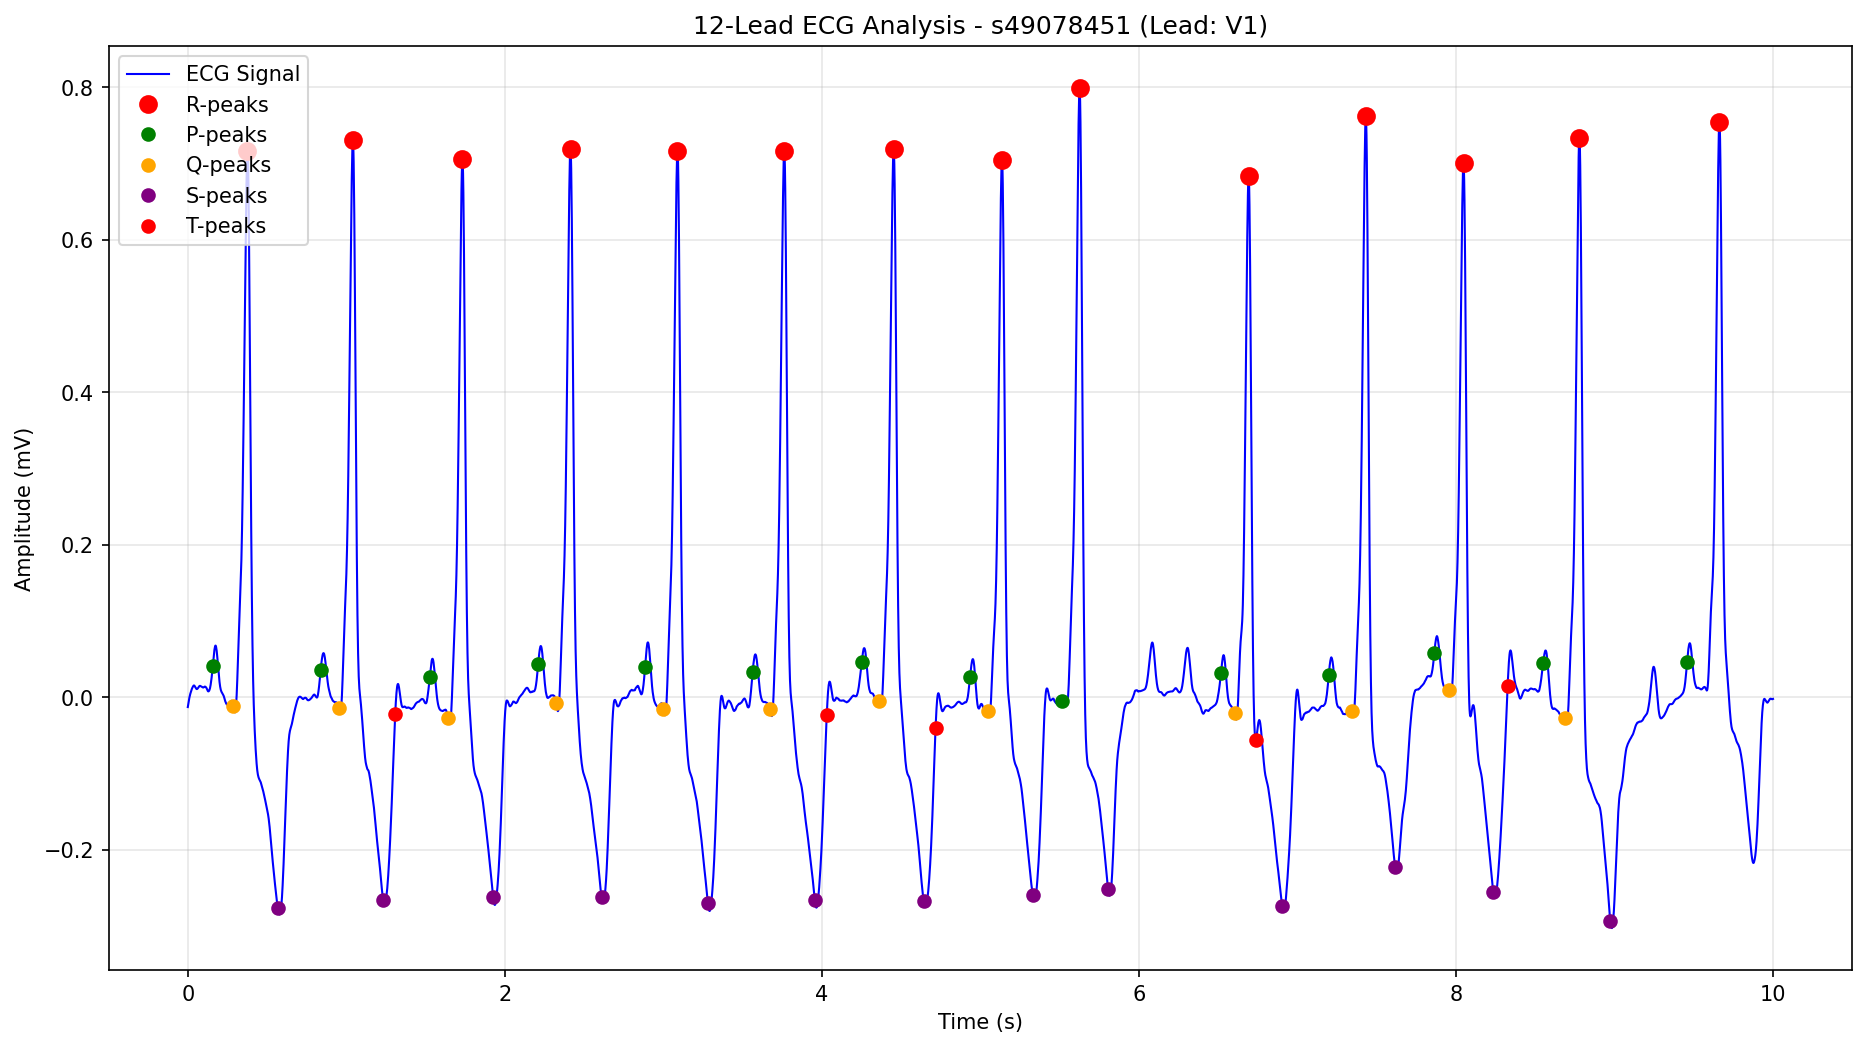 12-Lead ECG Analysis - s49078451 (Lead: V1)
ECG Signal
R-peaks
P-peaks
Q-peaks
S-peaks
T-peaks
0.8
0.6
0.4
0.2
0.0
−0.2
Amplitude (mV)
0 2 4 6 8 10
Time (s)